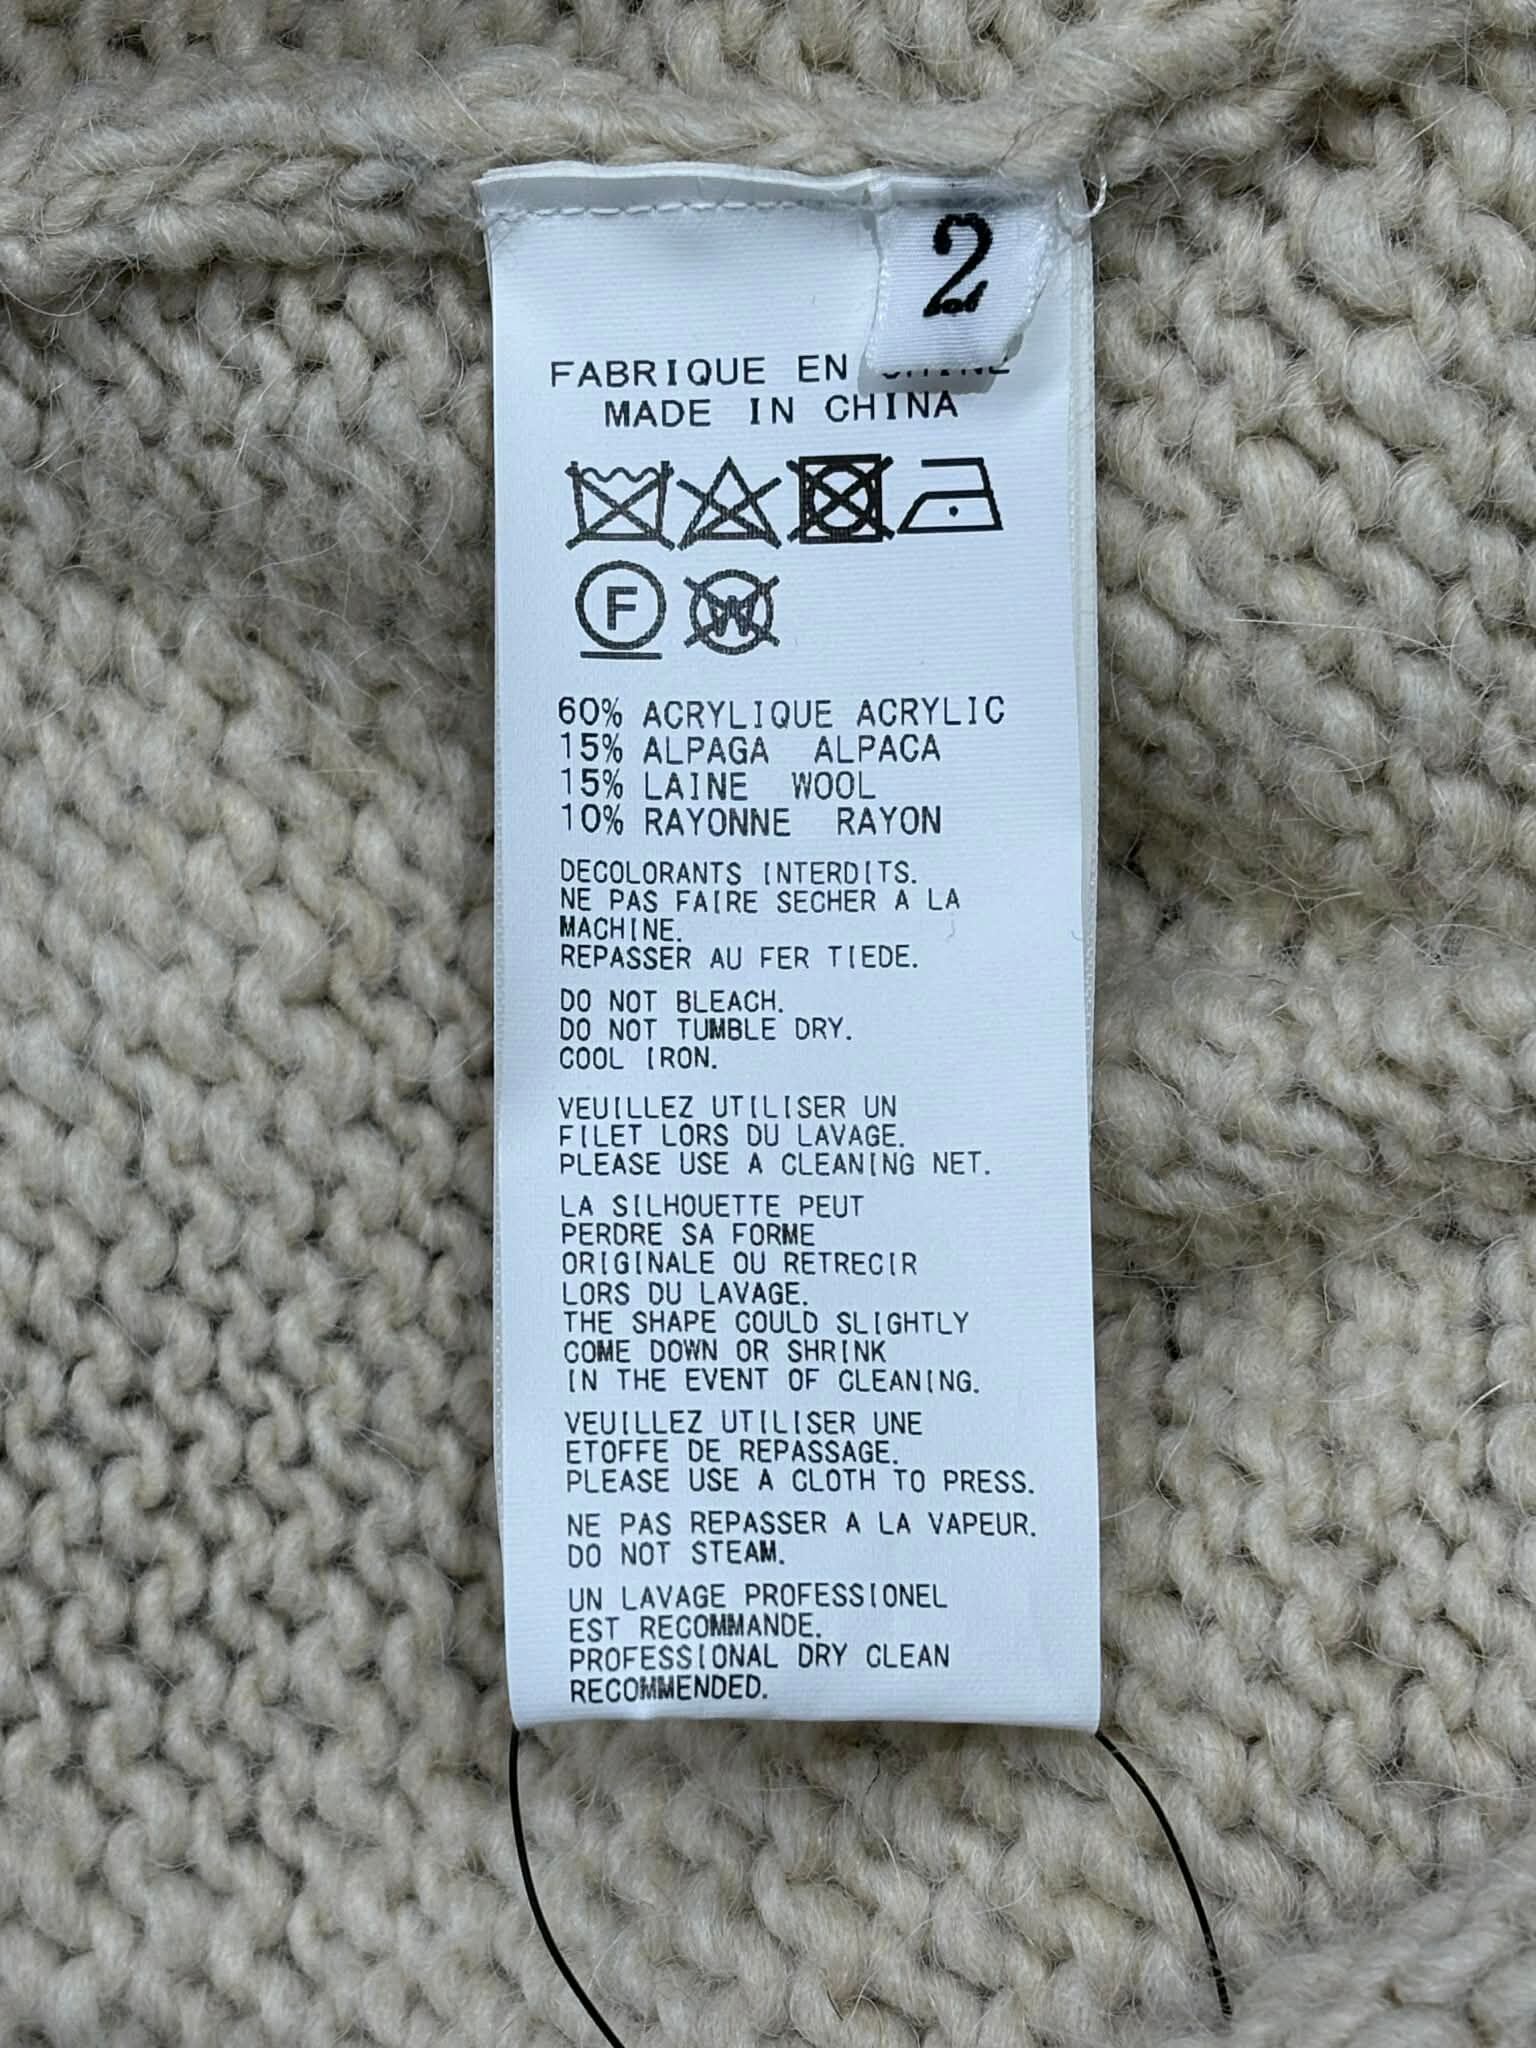 2
FABRIQUE EN CHINE
MADE IN CHINA
F W
60% ACRYLIQUE ACRYLIC
15% ALPAGA ALPACA
15% LAINE WOOL
10% RAYONNE RAYON
DECOLORANTS INTERDITS.
NE PAS FAIRE SECHER A LA
MACHINE.
REPASSER AU FER TIEDE.
DO NOT BLEACH.
DO NOT TUMBLE DRY.
COOL IRON.
VEUILLEZ UTILISER UN
FILET LORS DU LAVAGE.
PLEASE USE A CLEANING NET.
LA SILHOUETTE PEUT
PERDRE SA FORME
ORIGINALE OU RETRECIR
LORS DU LAVAGE.
THE SHAPE COULD SLIGHTLY
COME DOWN OR SHRINK
IN THE EVENT OF CLEANING.
VEUILLEZ UTILISER UNE
ETOFFE DE REPASSAGE.
PLEASE USE A CLOTH TO PRESS.
NE PAS REPASSER A LA VAPEUR.
DO NOT STEAM.
UN LAVAGE PROFESSIONEL
EST RECOMMANDE.
PROFESSIONAL DRY CLEAN
RECOMMENDED.